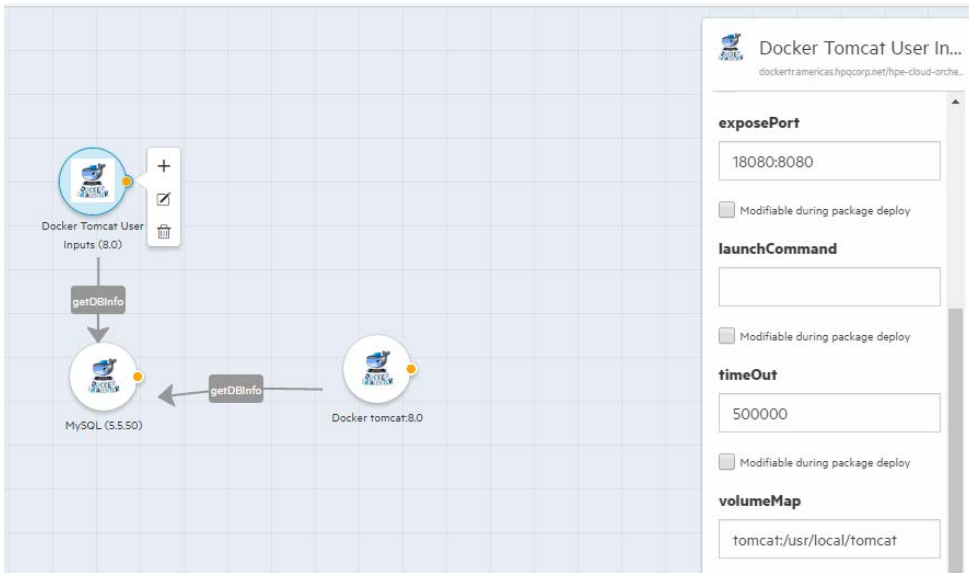 Docker Tomcat User In...
dockertr.americas.hpqcorp.net/hpe-cloud-orche..
exposePort
18080:8080
Modifiable during package deploy
launchCommand
Modifiable during package deploy
timeOut
500000
Modifiable during package deploy
volumeMap
tomcat:/usr/local/tomcat
Docker Tomcat User
Inputs (8.0)
getDBInfo
MySQL (5.5.50)
getDBInfo
Docker tomcat:8.0